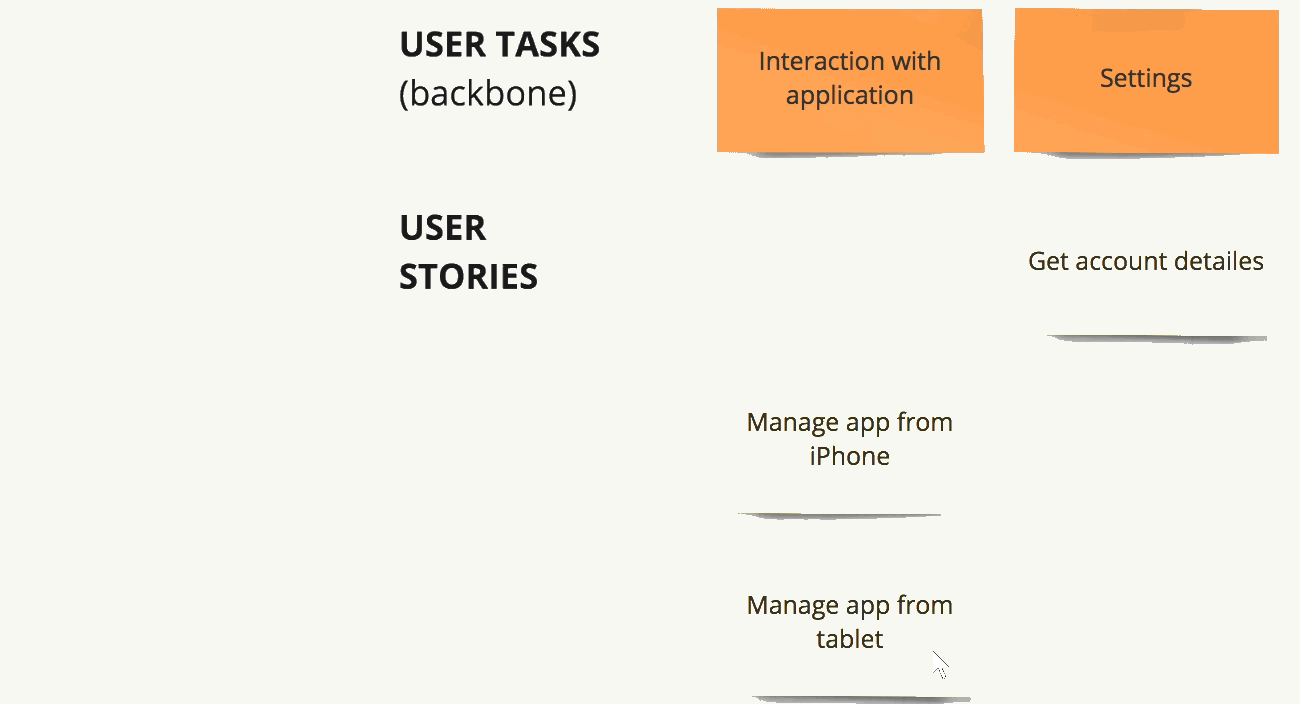 USER TASKS
(backbone)
Interaction with
application
Settings
USER
STORIES
Get account detailes
Manage app from
iPhone
Manage app from
tablet